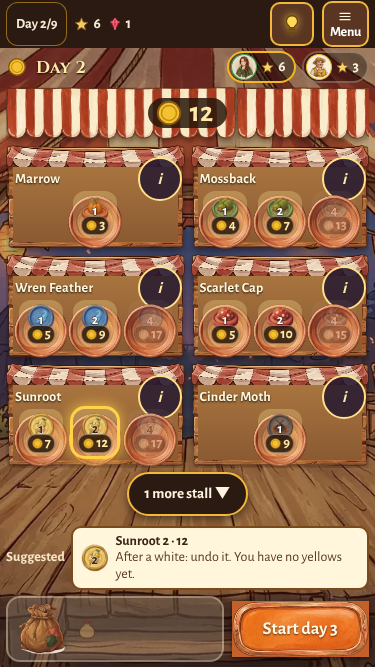 Day 2/9
6
1
Menu
DAY 2
6
3
12
Marrow
i
1
3
Mossback
i
1
2
4
4
7
13
Wren Feather
i
1
2
4
5
9
17
Scarlet Cap
i
1
2
4
5
10
15
Sunroot
i
1
2
4
7
12
17
Cinder Moth
i
1
9
1 more stall
Suggested
2
Sunroot 2 · 12
After a white: undo it. You have no yellows
yet.
Start day 3